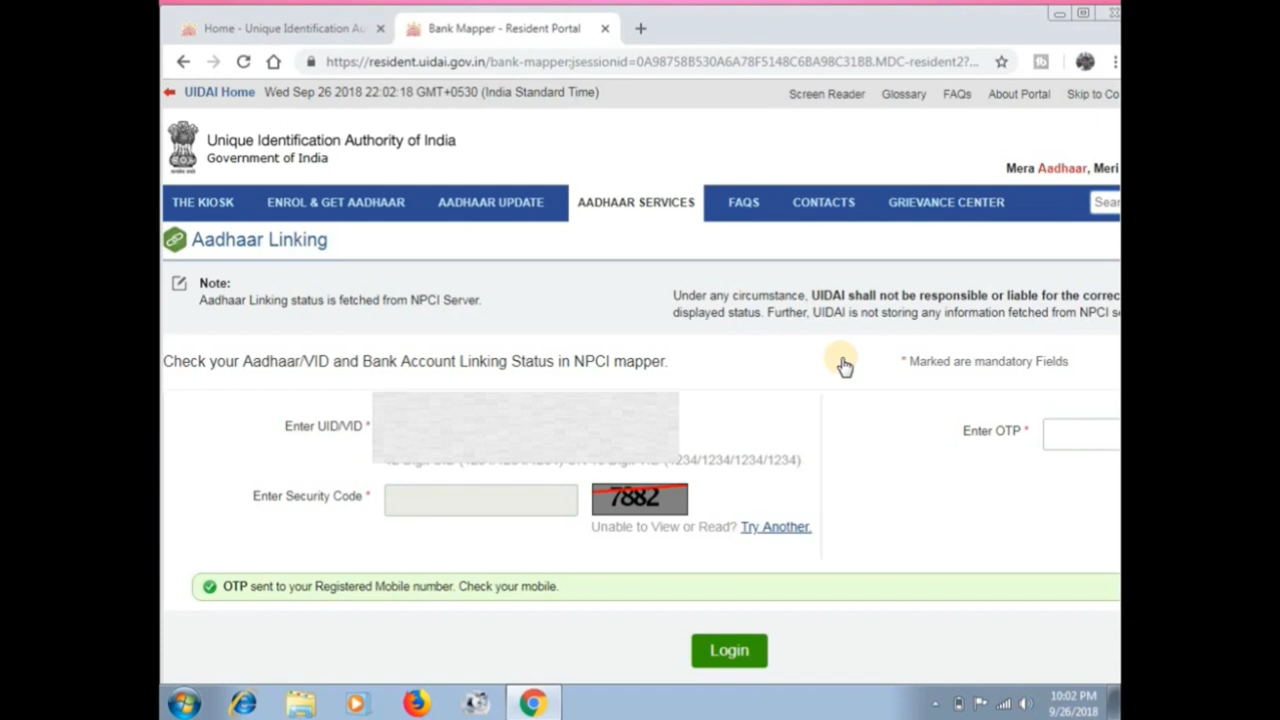 Home - Unique Identification Au
Bank Mapper - Resident Portal
https://resident.uidai.gov.in/bank-mapper;jsessionid=0A98758B530A6A78F5148C6BA98C31BB.MDC-resident2?...
UIDAI Home Wed Sep 26 2018 22:02:18 GMT+0530 (India Standard Time)
Screen Reader Glossary FAQs About Portal Skip to Co
Unique Identification Authority of India
Government of India
Mera Aadhaar, Meri
THE KIOSK ENROL & GET AADHAAR AADHAAR UPDATE AADHAAR SERVICES FAQS CONTACTS GRIEVANCE CENTER Sear
Aadhaar Linking
Note:
Aadhaar Linking status is fetched from NPCI Server.
Under any circumstance, UIDAI shall not be responsible or liable for the correc
displayed status. Further, UIDAI is not storing any information fetched from NPCI se
Check your Aadhaar/VID and Bank Account Linking Status in NPCI mapper.
* Marked are mandatory Fields
Enter UID/VID *
Enter OTP *
/1234/1234/1234)
Enter Security Code *
7882
Unable to View or Read? Try Another.
OTP sent to your Registered Mobile number. Check your mobile.
Login
10:02 PM
9/26/2018